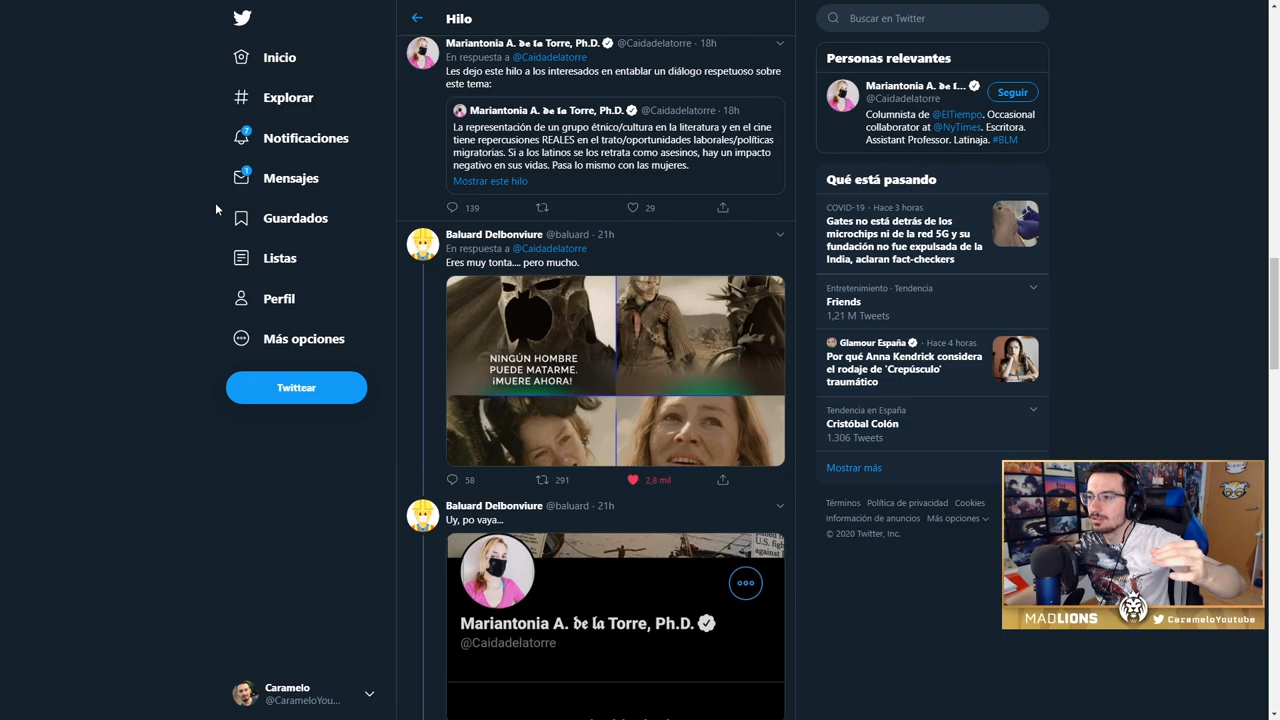 Inicio
Explorar
7
Notificaciones
1
Mensajes
Guardados
Listas
Perfil
Más opciones
Twittear
Caramelo
@CarameloYou...
Hilo
Mariantonia A. de la Torre, Ph.D. @Caidadelatorre · 18h
En respuesta a @Caidadelatorre
Les dejo este hilo a los interesados en entablar un diálogo respetuoso sobre
este tema:
Mariantonia A. de la Torre, Ph.D. @Caidadelatorre · 18h
La representación de un grupo étnico/cultura en la literatura y en el cine
tiene repercusiones REALES en el trato/oportunidades laborales/políticas
migratorias. Si a los latinos se los retrata como asesinos, hay un impacto
negativo en sus vidas. Pasa lo mismo con las mujeres.
Mostrar este hilo
139 29
Baluard Delbonviure @baluard · 21h
En respuesta a @Caidadelatorre
Eres muy tonta.... pero mucho.
NINGÚN HOMBRE
PUEDE MATARME.
¡MUERE AHORA!
58 291 2,8 mil
Baluard Delbonviure @baluard · 21h
Uy, po vaya...
U.S. fig
against
Mariantonia A. de la Torre, Ph.D.
@Caidadelatorre
Buscar en Twitter
Personas relevantes
Mariantonia A. de l...
@Caidadelatorre
Seguir
Columnista de @ElTiempo. Occasional
collaborator at @NyTimes. Escritora.
Assistant Professor. Latinaja. #BLM
Qué está pasando
COVID-19 · Hace 3 horas
Gates no está detrás de los
microchips ni de la red 5G y su
fundación no fue expulsada de la
India, aclaran fact-checkers
Entretenimiento · Tendencia
Friends
1,21 M Tweets
Glamour España · Hace 4 horas
Por qué Anna Kendrick considera
el rodaje de 'Crepúsculo'
traumático
Tendencia en España
Cristóbal Colón
1.306 Tweets
Mostrar más
Términos Política de privacidad Cookies
Información de anuncios Más opciones
© 2020 Twitter, Inc.
MADLIONS
CarameloYoutube